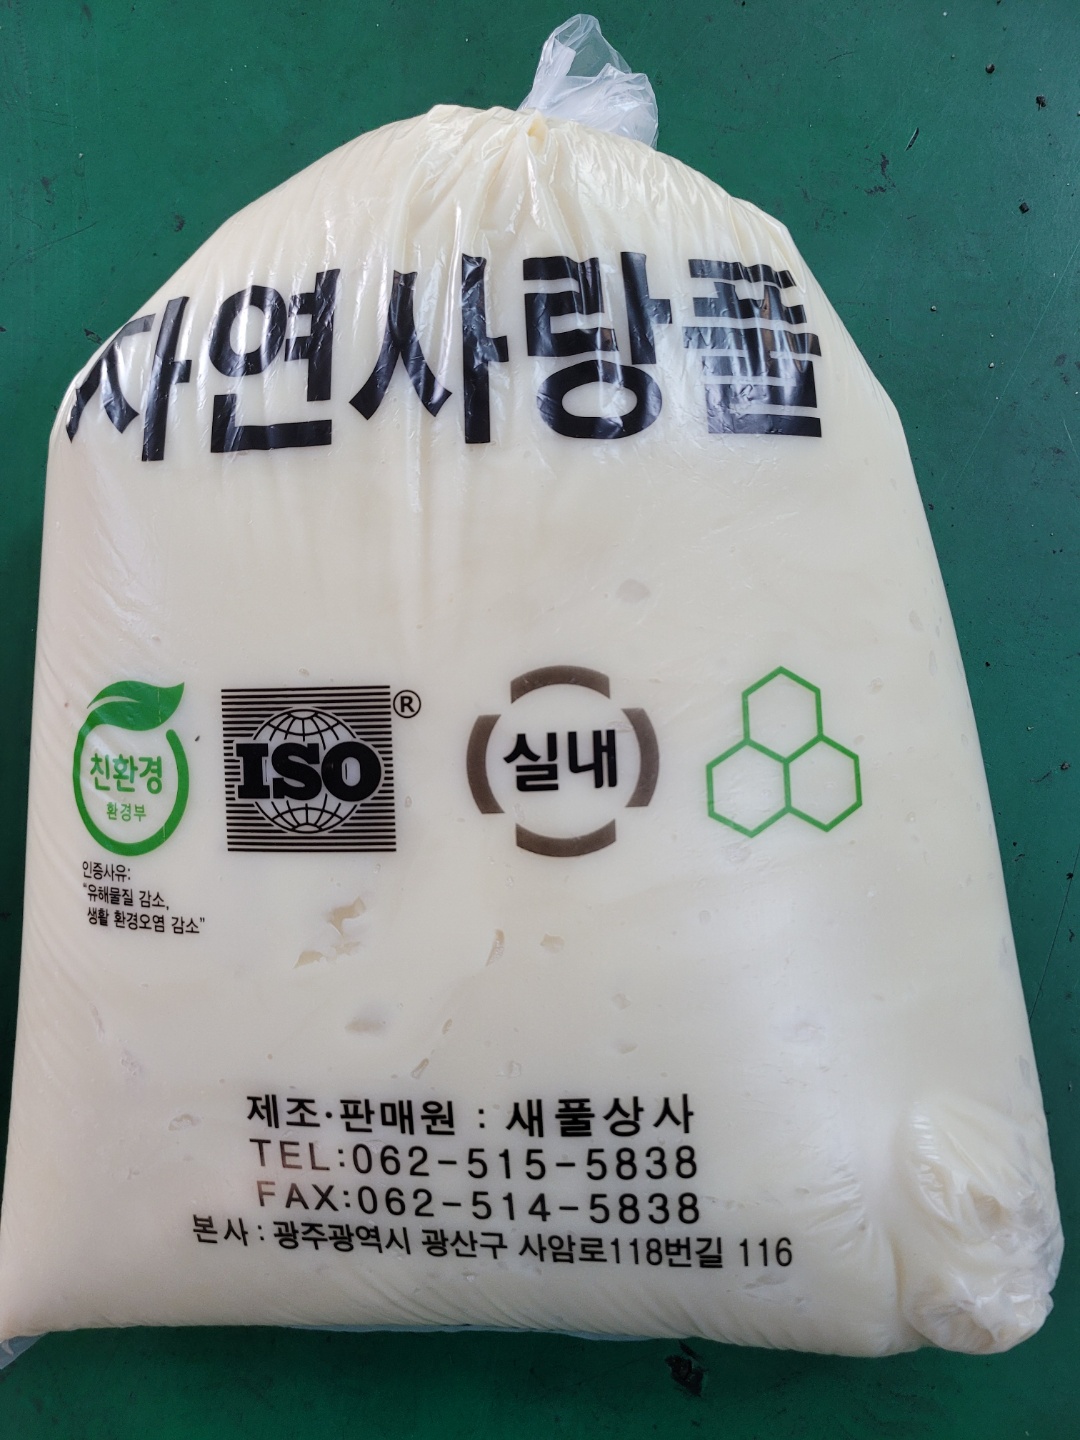 자연사랑풀
친환경
환경부
인증사유:
"유해물질 감소,
생활 환경오염 감소"
ISO
®
실내
제조·판매원 : 새풀상사
TEL:062-515-5838
FAX:062-514-5838
본사 : 광주광역시 광산구 사암로118번길 116